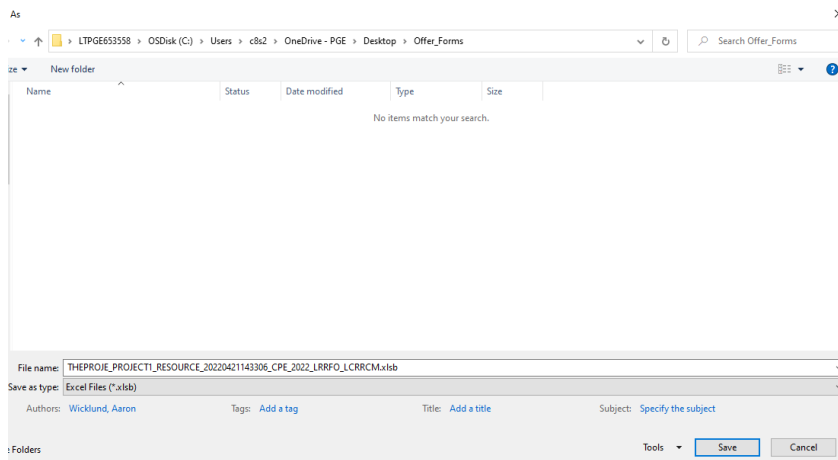 As
> LTPGE653558 > OSDisk (C:) > Users > c8s2 > OneDrive - PGE > Desktop > Offer_Forms
Search Offer_Forms
ze
New folder
Name Status Date modified Type Size
No items match your search.
File name: THEPROJE_PROJECT1_RESOURCE_20220421143306_CPE_2022_LRRFO_LCRRCM.xlsb
Save as type: Excel Files (*.xlsb)
Authors: Wicklund, Aaron Tags: Add a tag Title: Add a title Subject: Specify the subject
e Folders
Tools Save Cancel